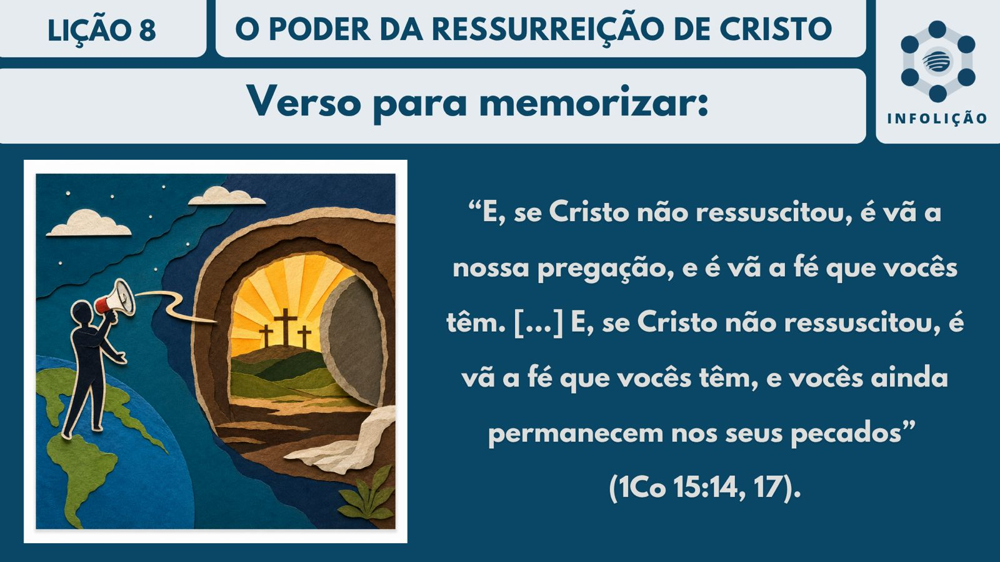 LIÇÃO 8
O PODER DA RESSURREIÇÃO DE CRISTO
INFOLIÇÃO
Verso para memorizar:
“E, se Cristo não ressuscitou, é vã a
nossa pregação, e é vã a fé que vocês
têm. [...] E, se Cristo não ressuscitou, é
vã a fé que vocês têm, e vocês ainda
permanecem nos seus pecados”
(1Co 15:14, 17).